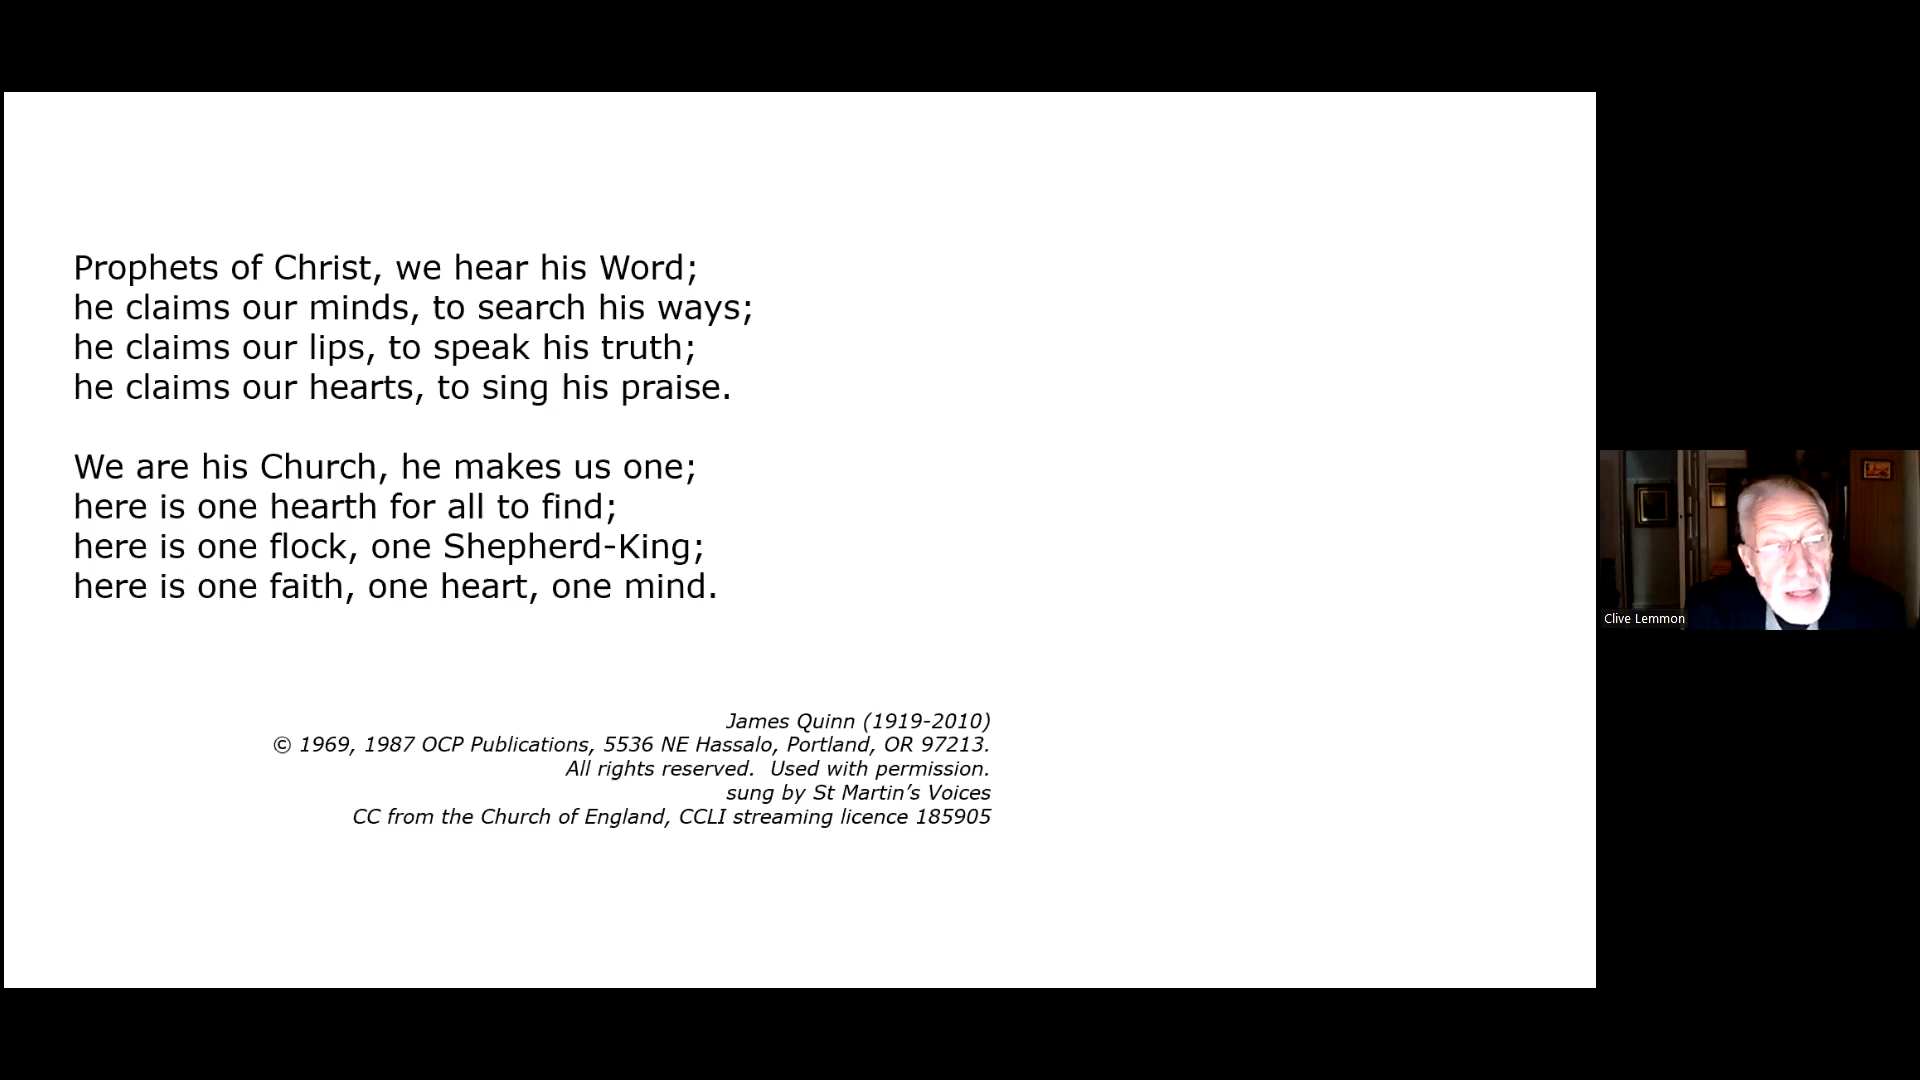 Prophets of Christ, we hear his Word;
he claims our minds, to search his ways;
he claims our lips, to speak his truth;
he claims our hearts, to sing his praise.
We are his Church, he makes us one;
here is one hearth for all to find;
here is one flock, one Shepherd-King;
here is one faith, one heart, one mind.
James Quinn (1919-2010)
© 1969, 1987 OCP Publications, 5536 NE Hassalo, Portland, OR 97213.
All rights reserved.  Used with permission.
sung by St Martin’s Voices
CC from the Church of England, CCLI streaming licence 185905
Clive Lemmon